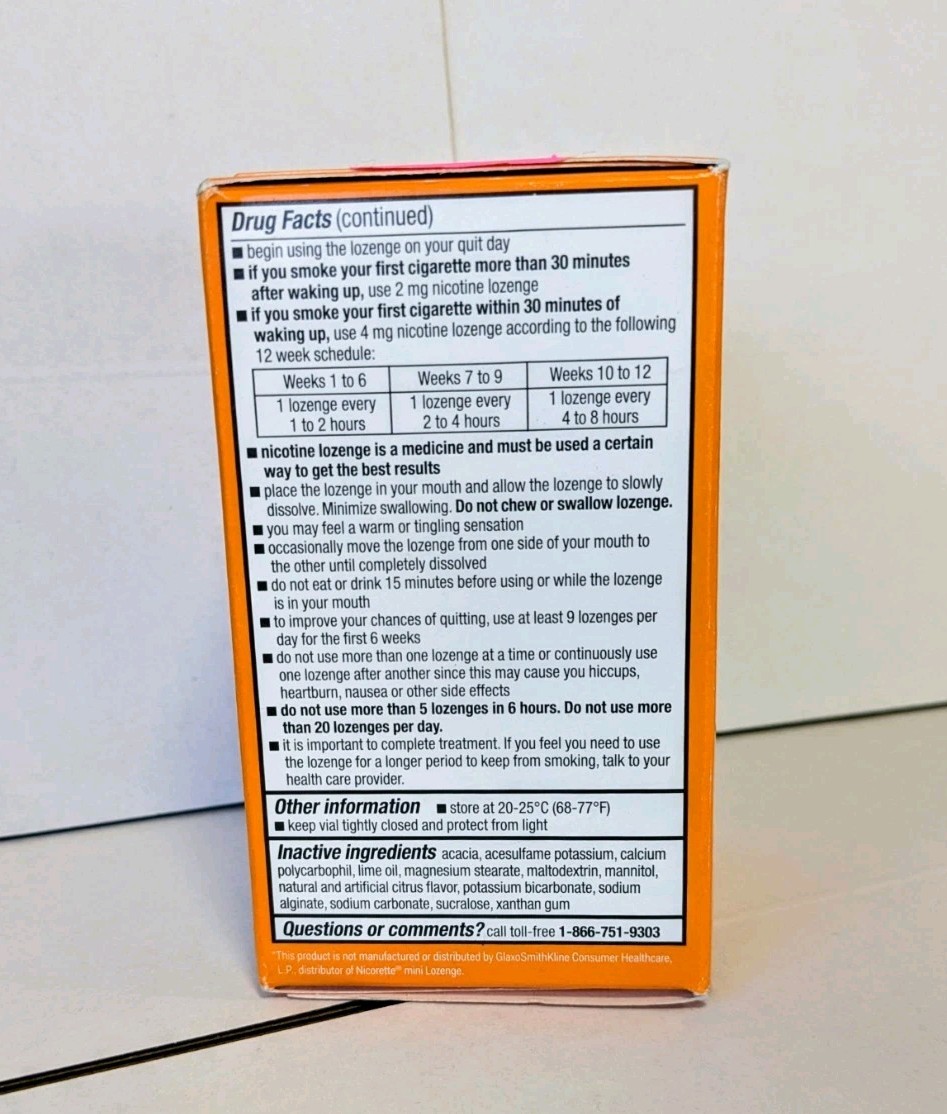 Drug Facts (continued)
■ begin using the lozenge on your quit day
■ if you smoke your first cigarette more than 30 minutes
after waking up, use 2 mg nicotine lozenge
■ if you smoke your first cigarette within 30 minutes of
waking up, use 4 mg nicotine lozenge according to the following
12 week schedule:
Weeks 1 to 6 Weeks 7 to 9 Weeks 10 to 12
1 lozenge every 1 lozenge every 1 lozenge every
1 to 2 hours 2 to 4 hours 4 to 8 hours
■ nicotine lozenge is a medicine and must be used a certain
way to get the best results
■ place the lozenge in your mouth and allow the lozenge to slowly
dissolve. Minimize swallowing. Do not chew or swallow lozenge.
■ you may feel a warm or tingling sensation
■ occasionally move the lozenge from one side of your mouth to
the other until completely dissolved
■ do not eat or drink 15 minutes before using or while the lozenge
is in your mouth
■ to improve your chances of quitting, use at least 9 lozenges per
day for the first 6 weeks
■ do not use more than one lozenge at a time or continuously use
one lozenge after another since this may cause you hiccups,
heartburn, nausea or other side effects
■ do not use more than 5 lozenges in 6 hours. Do not use more
than 20 lozenges per day.
■ it is important to complete treatment. If you feel you need to use
the lozenge for a longer period to keep from smoking, talk to your
health care provider.
Other information ■ store at 20-25°C (68-77°F)
■ keep vial tightly closed and protect from light
Inactive ingredients acacia, acesulfame potassium, calcium
polycarbophil, lime oil, magnesium stearate, maltodextrin, mannitol,
natural and artificial citrus flavor, potassium bicarbonate, sodium
alginate, sodium carbonate, sucralose, xanthan gum
Questions or comments? call toll-free 1-866-751-9303
*This product is not manufactured or distributed by GlaxoSmithKline Consumer Healthcare,
L.P., distributor of Nicorette® mini Lozenge.